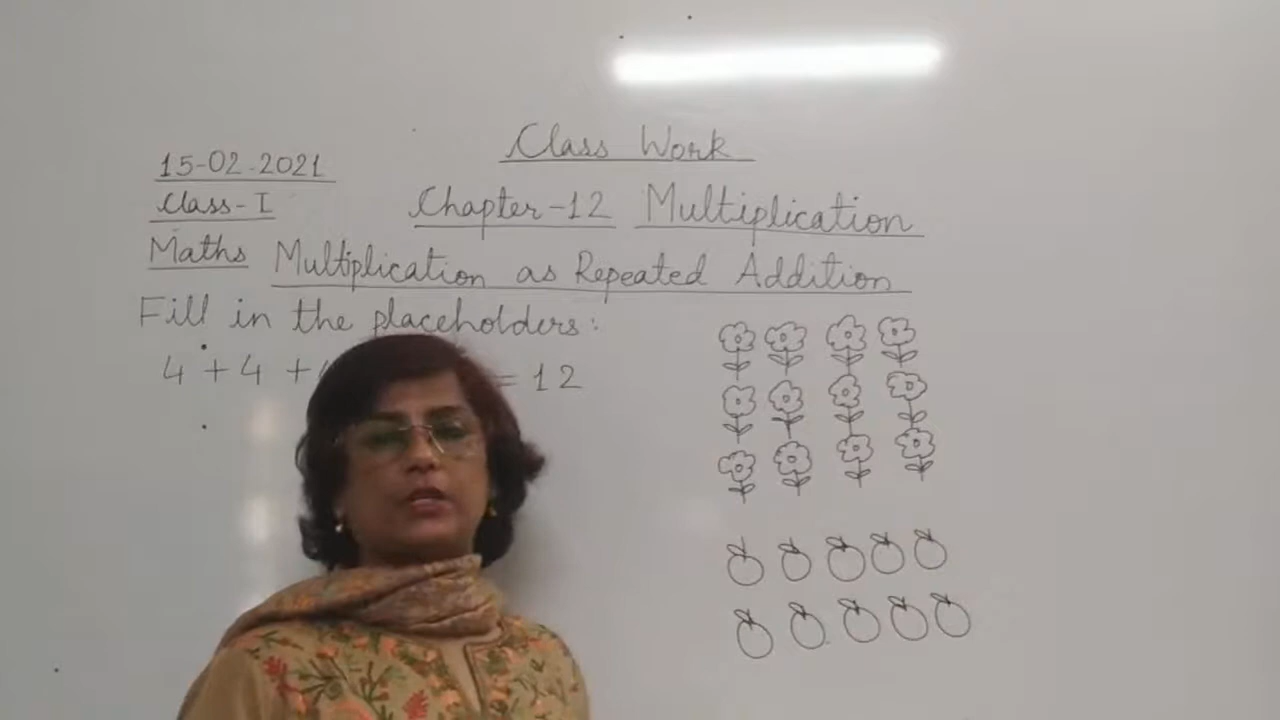 Class Work
15-02-2021
Class-I
Chapter-12 Multiplication
Maths Multiplication as Repeated Addition
Fill in the placeholders:
4 + 4 + = 12